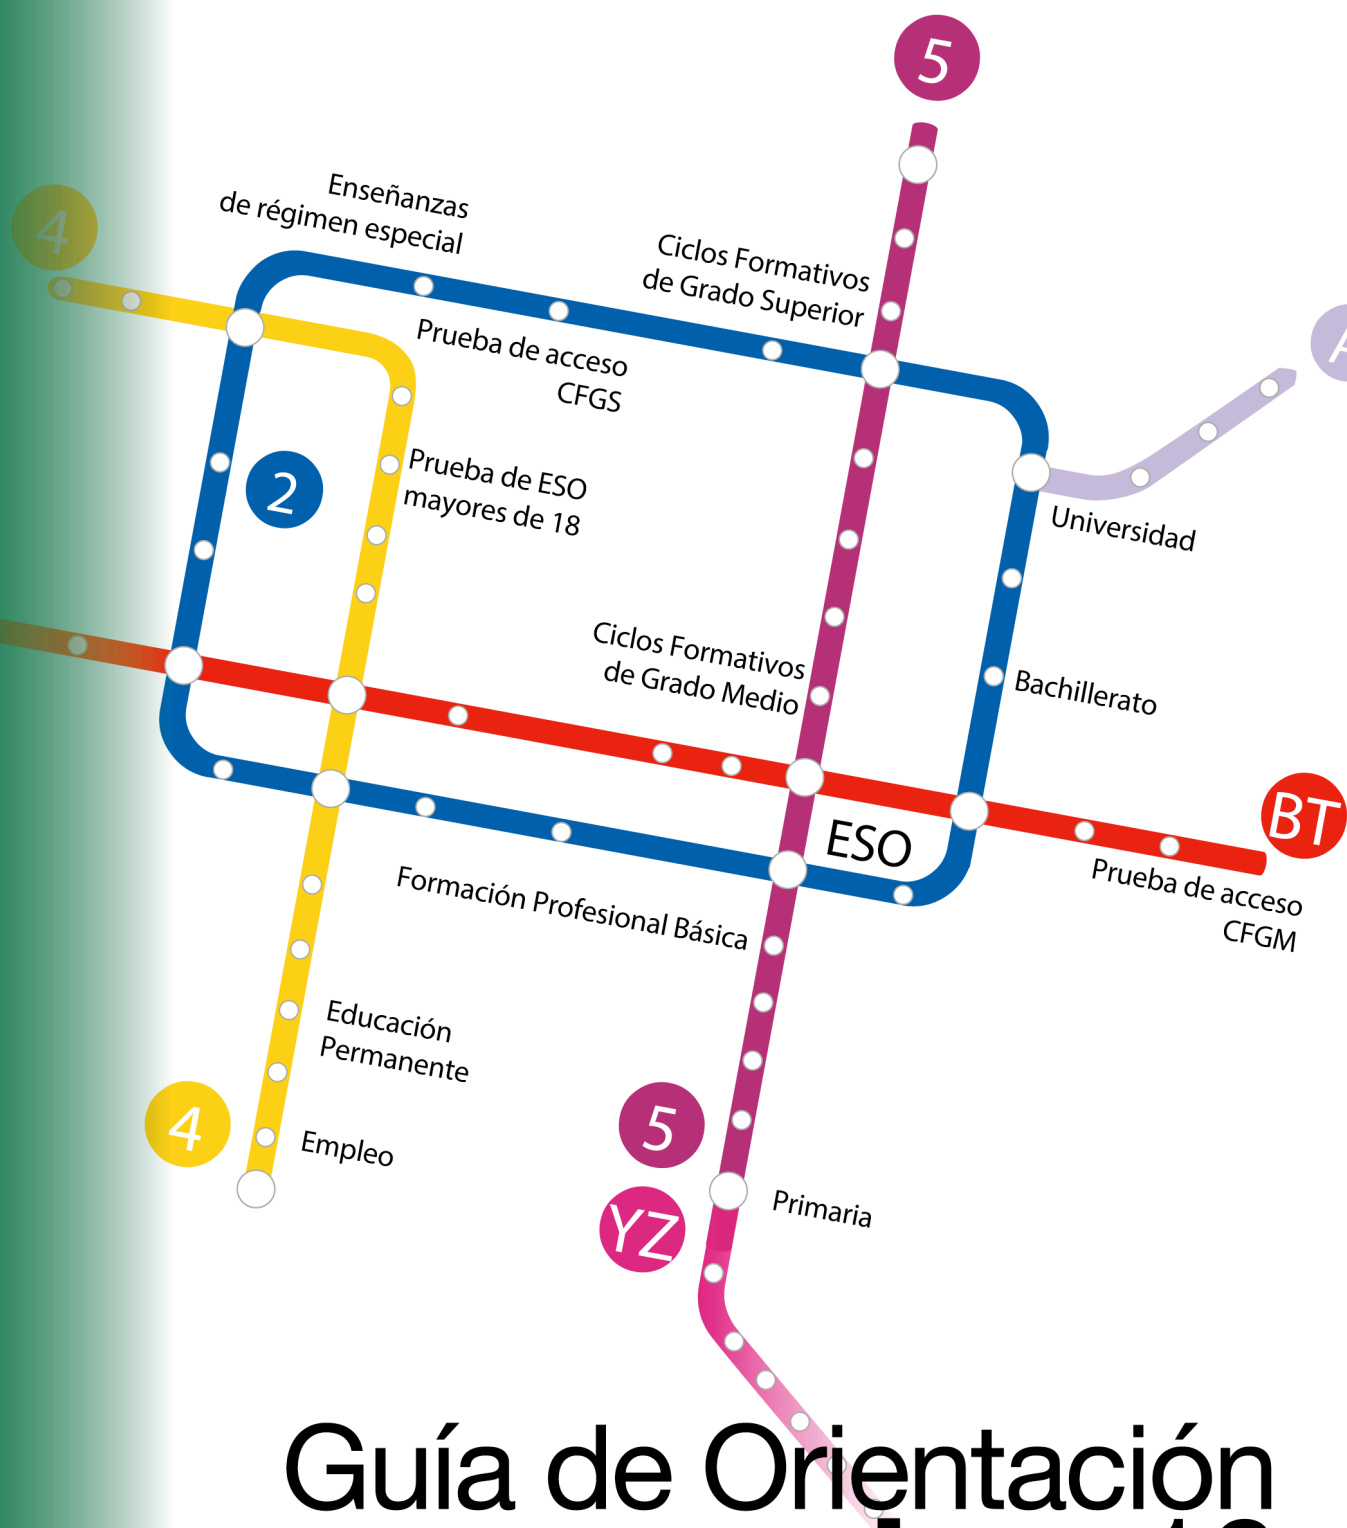 5
Enseñanzas
de régimen especial
4
Ciclos Formativos
de Grado Superior
A
Prueba de acceso
CFGS
Prueba de ESO
mayores de 18
2
Universidad
Ciclos Formativos
de Grado Medio
Bachillerato
BT
ESO
Prueba de acceso
CFGM
Formación Profesional Básica
Educación
Permanente
4
Empleo
5
Primaria
YZ
Guía de Orientación